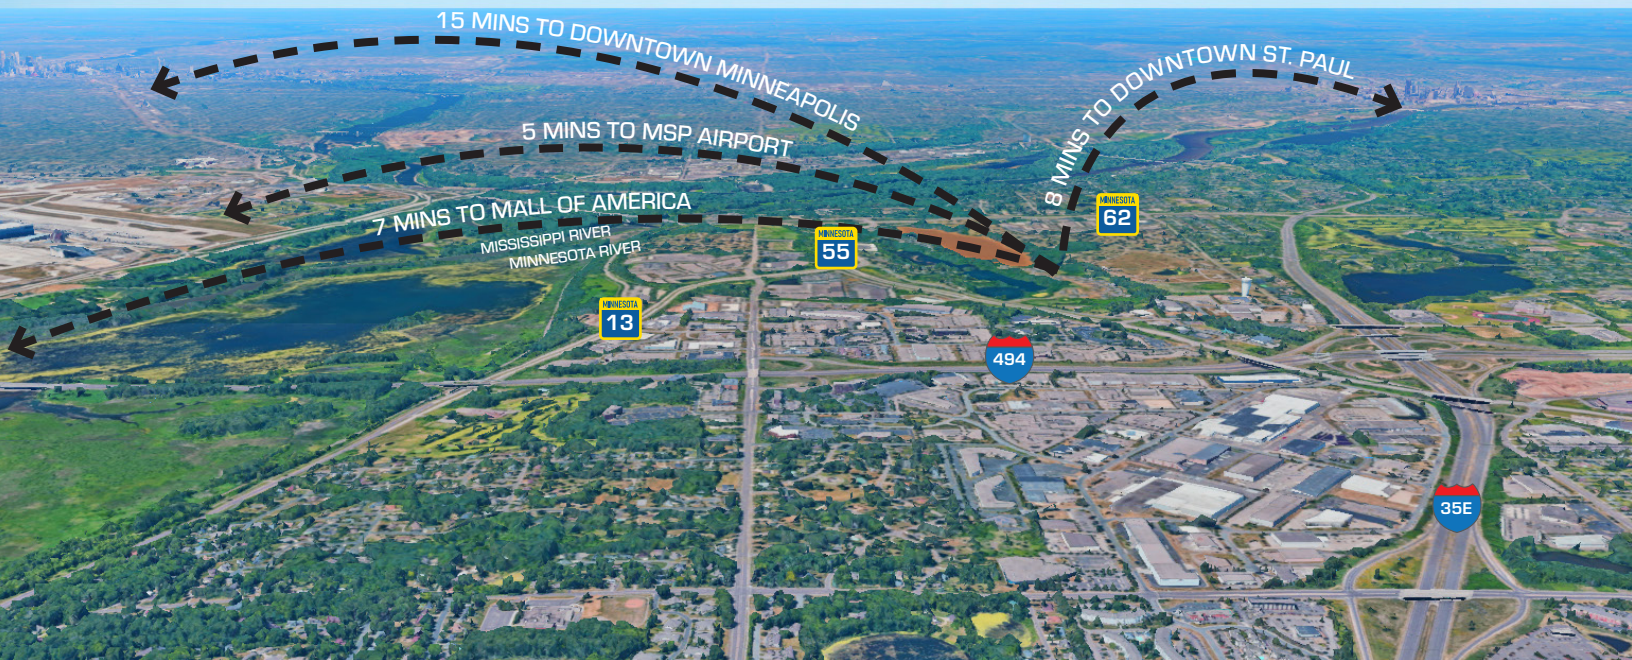 15 MINS TO DOWNTOWN MINNEAPOLIS
8 MINS TO DOWNTOWN ST. PAUL
5 MINS TO MSP AIRPORT
7 MINS TO MALL OF AMERICA
MISSISSIPPI RIVER
MINNESOTA RIVER
MINNESOTA
62
MINNESOTA
55
MINNESOTA
13
494
35E